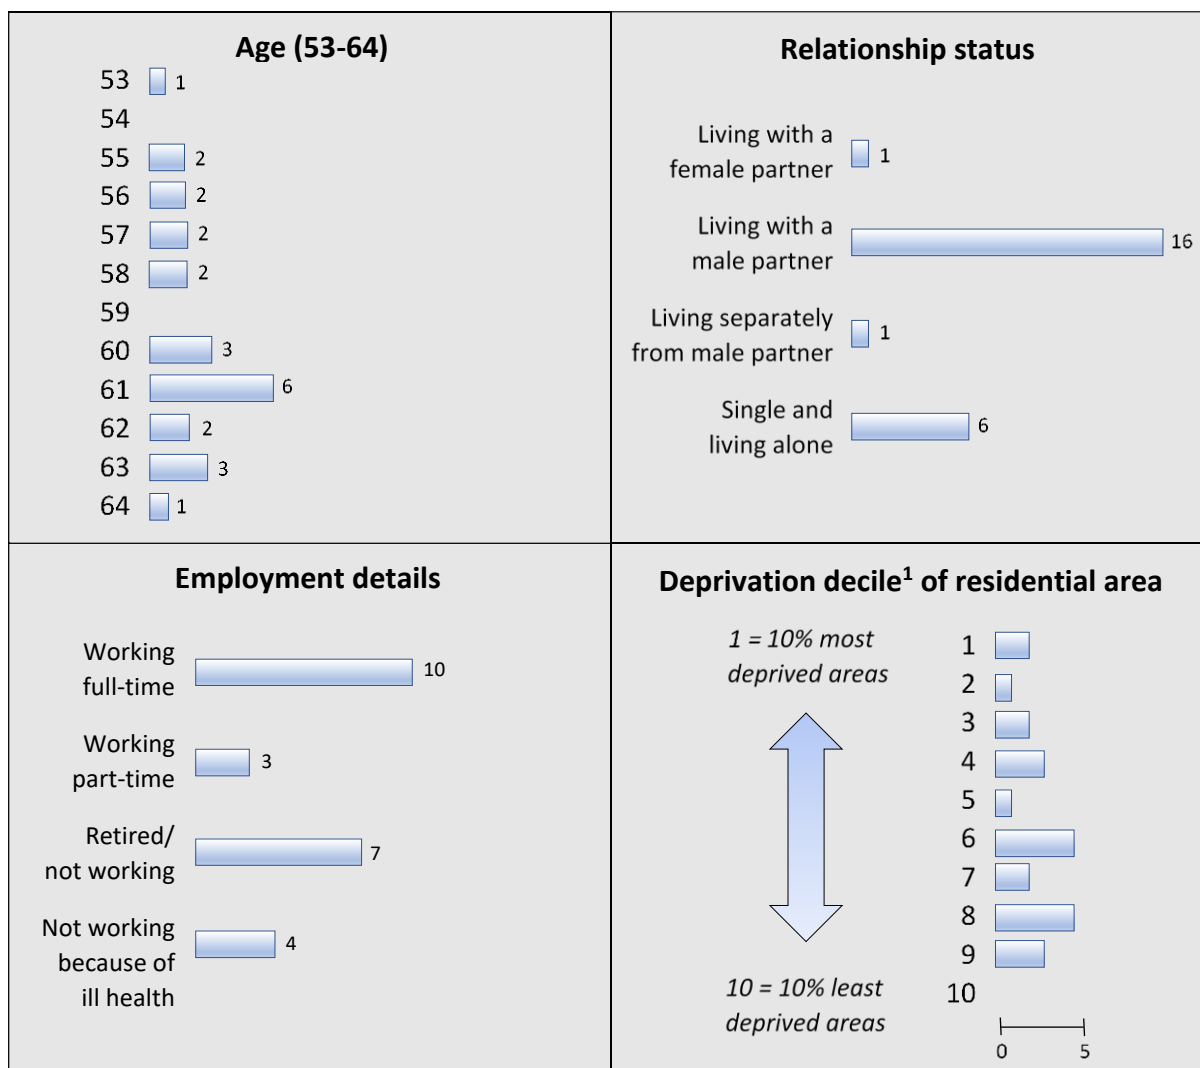 Age (53-64)
53 1
54
55 2
56 2
57 2
58 2
59
60 3
61 6
62 2
63 3
64 1
Relationship status
Living with a
female partner
1
Living with a
male partner
16
Living separately
from male partner
1
Single and
living alone
6
Employment details
Working
full-time
10
Working
part-time
3
Retired/
not working
7
Not working
because of
ill health
4
Deprivation decile¹ of residential area
1 = 10% most
deprived areas
10 = 10% least
deprived areas
1
2
3
4
5
6
7
8
9
10
0 5